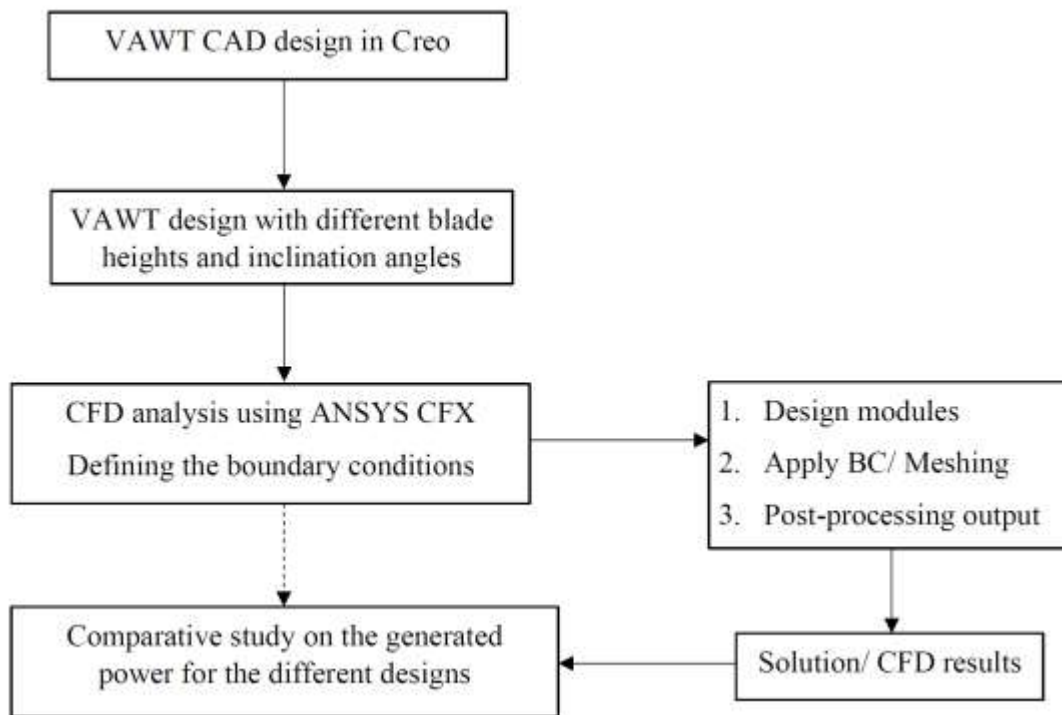 VAWT CAD design in Creo
VAWT design with different blade
heights and inclination angles
CFD analysis using ANSYS CFX
Defining the boundary conditions
1. Design modules
2. Apply BC/ Meshing
3. Post-processing output
Comparative study on the generated
power for the different designs
Solution/ CFD results